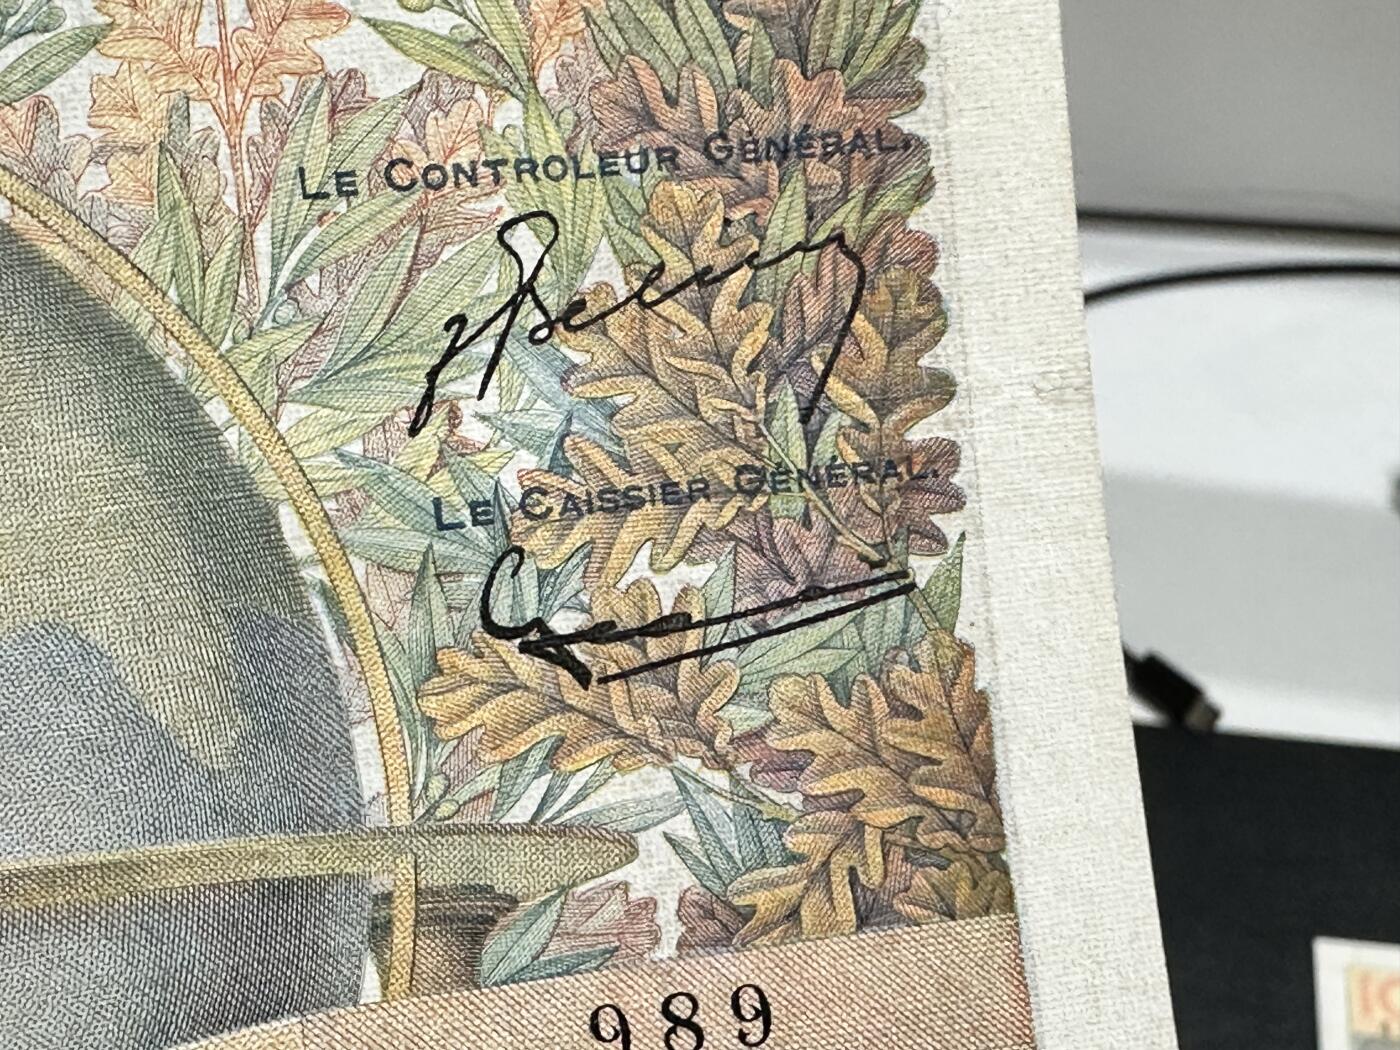 LE CONTROLEUR GÉNÉRAL.
LE CAISSIER GÉNÉRAL.
989